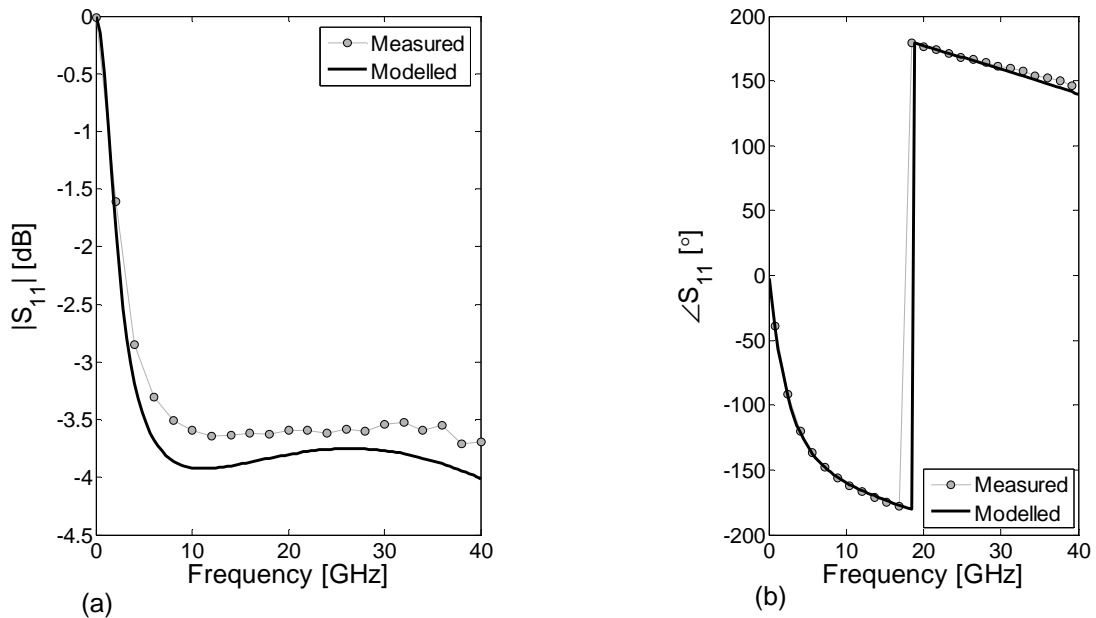 0
-0.5
-1
-1.5
-2
-2.5
-3
-3.5
-4
-4.5
|S11| [dB]
0 10 20 30 40
Frequency [GHz]
Measured
Modelled
(a)
200
150
100
50
0
-50
-100
-150
-200
∠S11 [°]
0 10 20 30 40
Frequency [GHz]
Measured
Modelled
(b)